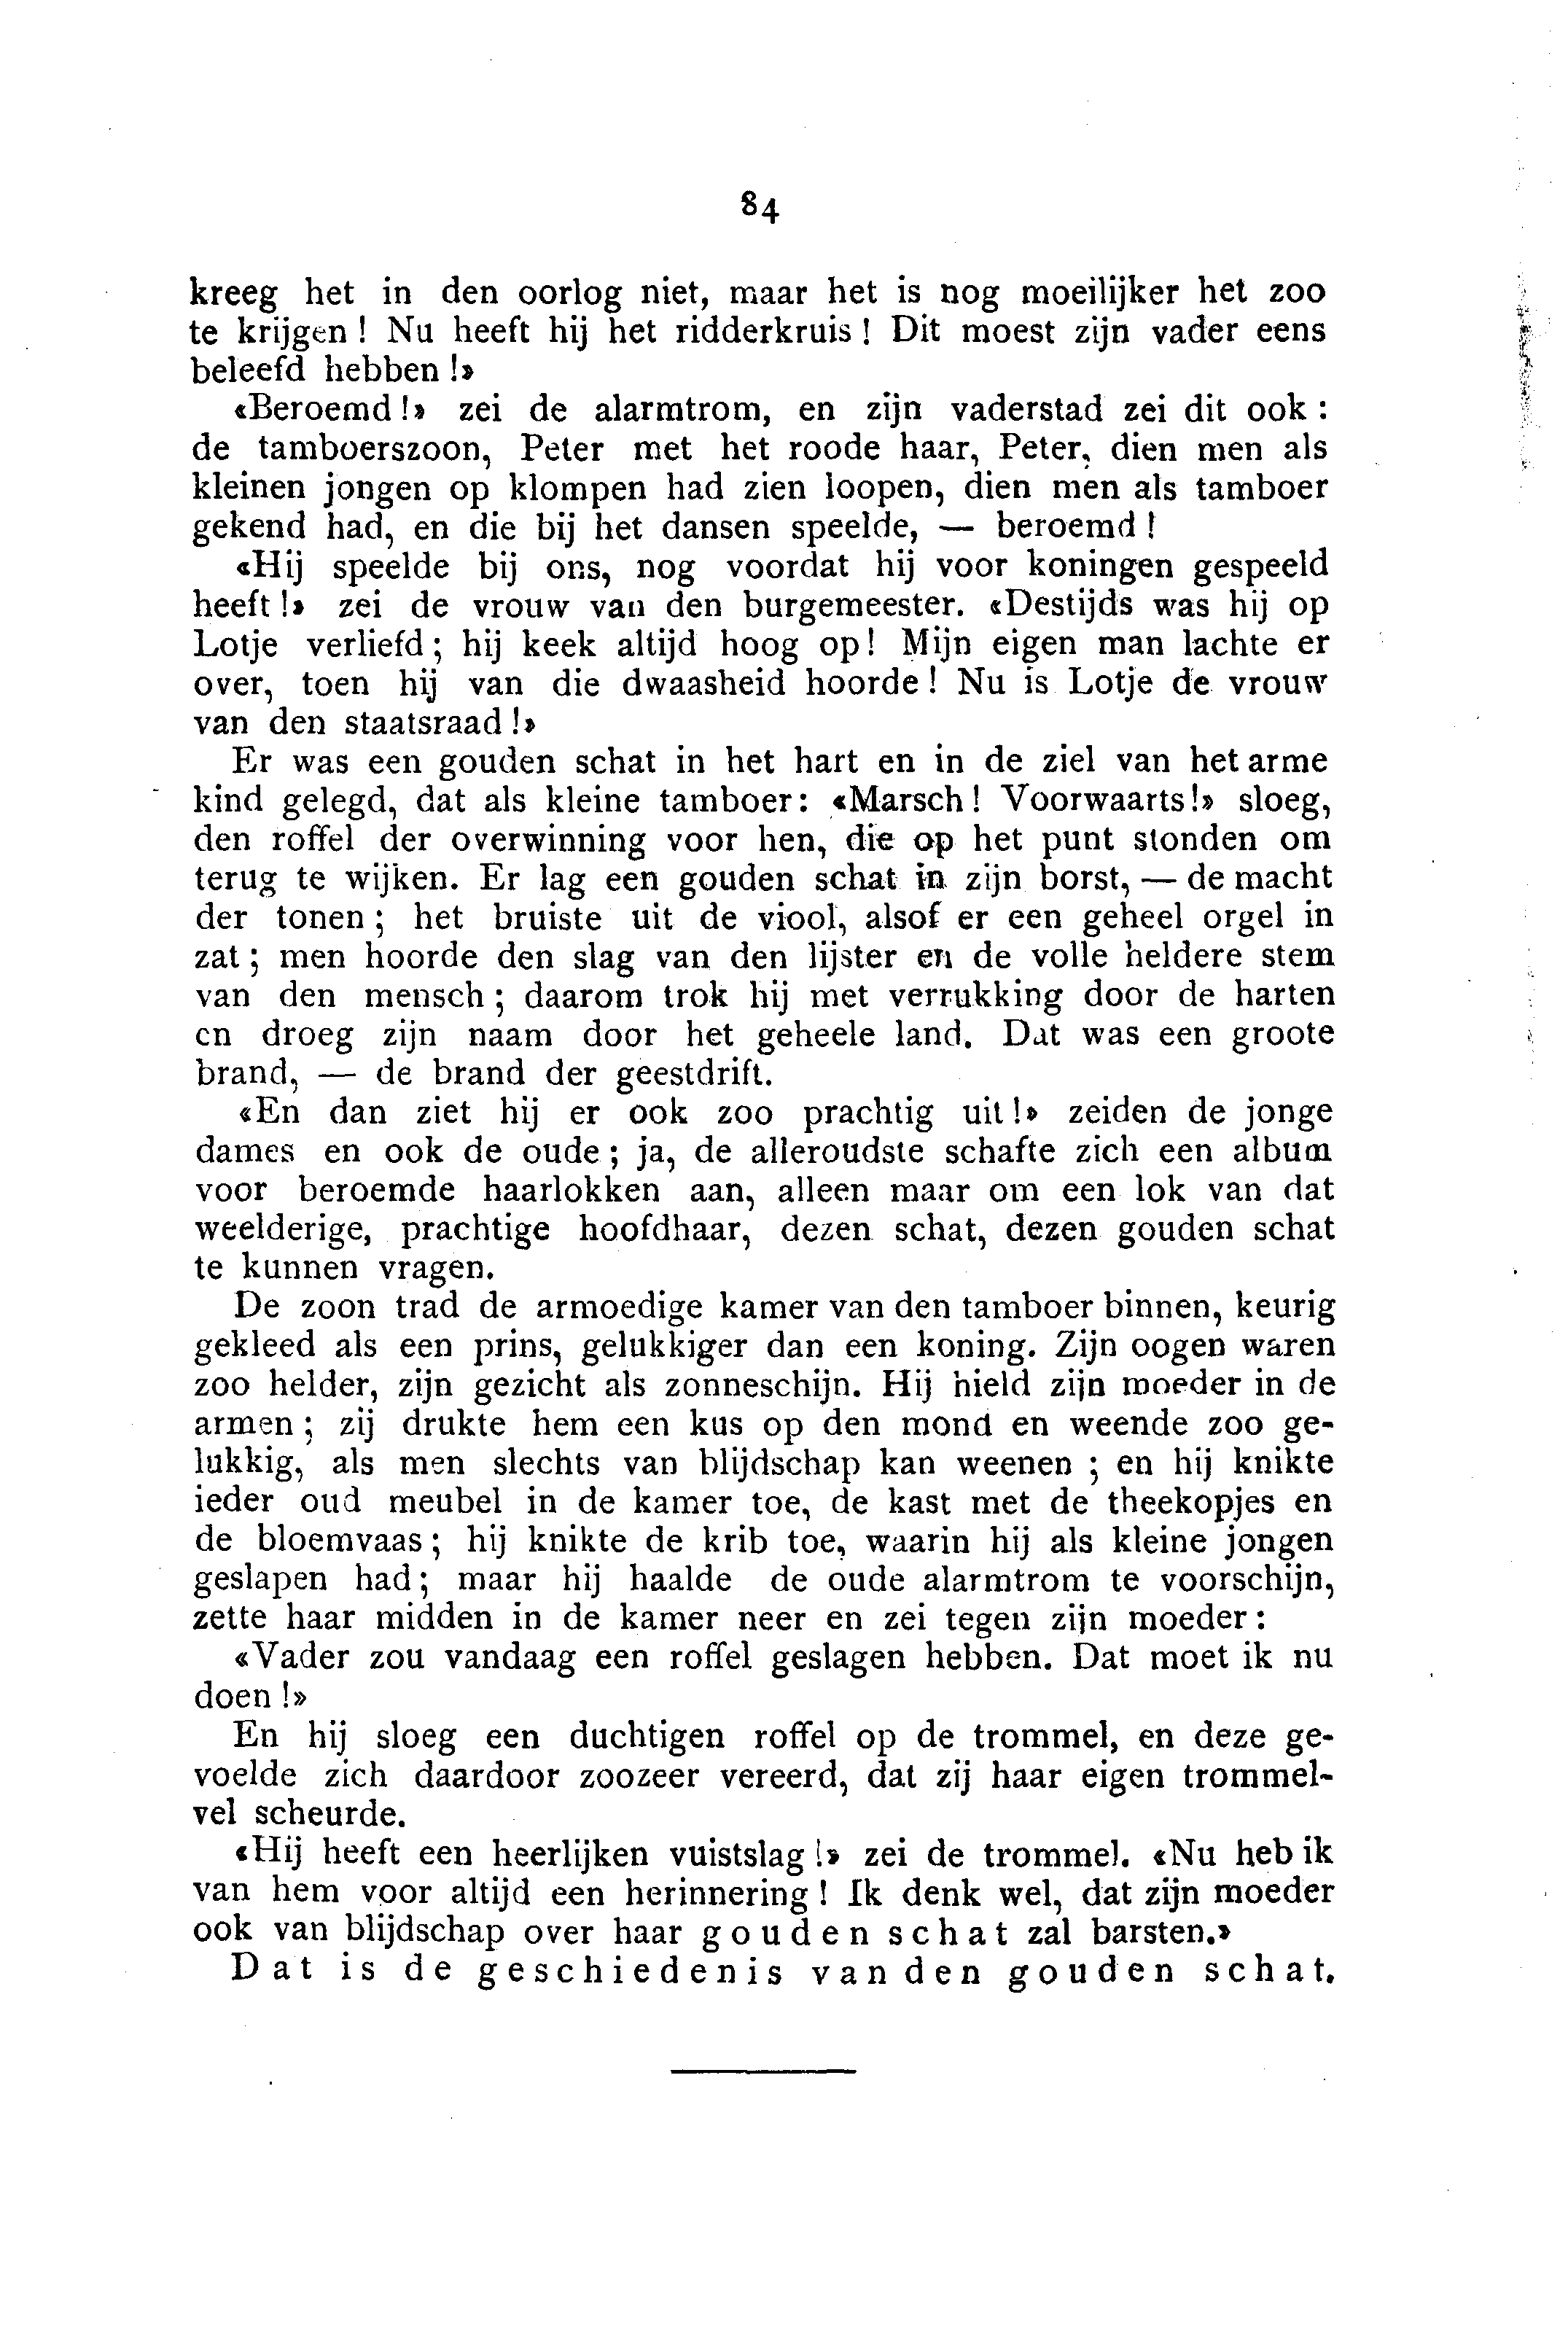 84
kreeg het in den oorlog niet, maar het is nog moeilijker het zoo
te krijgen ! Nu heeft hij het ridderkruis ! Dit moest zijn vader eens
beleefd hebben !»
«Beroemd !» zei de alarmtrom, en zijn vaderstad zei dit ook :
de tamboerszoon, Peter met het roode haar, Peter, dien men als
kleinen jongen op klompen had zien loopen, dien men als tamboer
gekend had, en die bij het dansen speelde, — beroemd !
«Hij speelde bij ons, nog voordat hij voor koningen gespeeld
heeft !» zei de vrouw van den burgemeester. «Destijds was hij op
Lotje verliefd ; hij keek altijd hoog op ! Mijn eigen man lachte er
over, toen hij van die dwaasheid hoorde ! Nu is Lotje de vrouw
van den staatsraad !»
Er was een gouden schat in het hart en in de ziel van het arme
kind gelegd, dat als kleine tamboer: «Marsch ! Voorwaarts!» sloeg,
den roffel der overwinning voor hen, die op het punt stonden om
terug te wijken. Er lag een gouden schat in zijn borst, — de macht
der tonen ; het bruiste uit de viool, alsof er een geheel orgel in
zat ; men hoorde den slag van den lijster en de volle heldere stem
van den mensch ; daarom trok hij met verrukking door de harten
en droeg zijn naam door het geheele land. Dat was een groote
brand, — de brand der geestdrift.
«En dan ziet hij er ook zoo prachtig uit !» zeiden de jonge
dames en ook de oude ; ja, de alleroudste schafte zich een album
voor beroemde haarlokken aan, alleen maar om een lok van dat
weelderige, prachtige hoofdhaar, dezen schat, dezen gouden schat
te kunnen vragen.
De zoon trad de armoedige kamer van den tamboer binnen, keurig
gekleed als een prins, gelukkiger dan een koning. Zijn oogen waren
zoo helder, zijn gezicht als zonneschijn. Hij hield zijn moeder in de
armen ; zij drukte hem een kus op den mond en weende zoo ge-
lukkig, als men slechts van blijdschap kan weenen ; en hij knikte
ieder oud meubel in de kamer toe, de kast met de theekopjes en
de bloemvaas ; hij knikte de krib toe, waarin hij als kleine jongen
geslapen had ; maar hij haalde de oude alarmtrom te voorschijn,
zette haar midden in de kamer neer en zei tegen zijn moeder :
«Vader zou vandaag een roffel geslagen hebben. Dat moet ik nu
doen !»
En hij sloeg een duchtigen roffel op de trommel, en deze ge-
voelde zich daardoor zoozeer vereerd, dat zij haar eigen trommel-
vel scheurde.
«Hij heeft een heerlijken vuistslag !» zei de trommel. «Nu heb ik
van hem voor altijd een herinnering ! Ik denk wel, dat zijn moeder
ook van blijdschap over haar gouden schat zal barsten.»
Dat is de geschiedenis van den gouden schat.